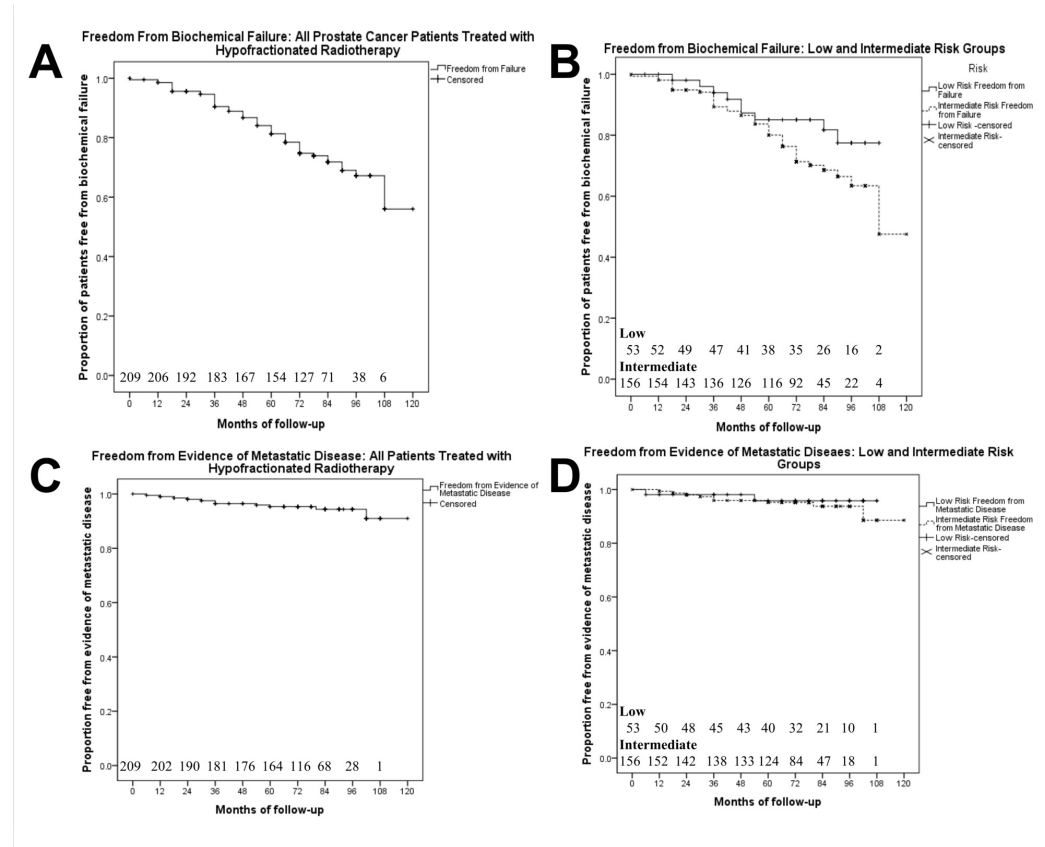 A
Freedom From Biochemical Failure: All Prostate Cancer Patients Treated with
Hypofractionated Radiotherapy
Freedom from Failure
Censored
Proportion of patients free from biochemical failure
1.0
0.8
0.6
0.4
0.2
0.0
209 206 192 183 167 154 127 71 38 6
0 12 24 36 48 60 72 84 96 108 120
Months of follow-up
B
Freedom from Biochemical Failure: Low and Intermediate Risk Groups
Risk
Low Risk Freedom from
Failure
Intermediate Risk Freedom
from Failure
Low Risk -censored
Intermediate Risk-
censored
Proportion of patients free from biochemical failure
1.0
0.8
0.6
0.4
0.2
0.0
Low
53 52 49 47 41 38 35 26 16 2
Intermediate
156 154 143 136 126 116 92 45 22 4
0 12 24 36 48 60 72 84 96 108 120
Months of follow-up
C
Freedom from Evidence of Metastatic Disease: All Patients Treated with
Hypofractionated Radiotherapy
Freedom from Evidence of
Metastatic Disease
Censored
Proportion free from evidence of metastatic disease
1.0
0.8
0.6
0.4
0.2
0.0
209 202 190 181 176 164 116 68 28 1
0 12 24 36 48 60 72 84 96 108 120
Months of follow-up
D
Freedom from Evidence of Metastatic Diseaes: Low and Intermediate Risk
Groups
Low Risk Freedom from
Metastatic Disease
Intermediate Risk Freedom
from Metastatic Disease
Low Risk-censored
Intermediate Risk-
censored
Proportion free from evidence of metastatic disease
1.0
0.8
0.6
0.4
0.2
0.0
Low
53 50 48 45 43 40 32 21 10 1
Intermediate
156 152 142 138 133 124 84 47 18 1
0 12 24 36 48 60 72 84 96 108 120
Months of follow-up